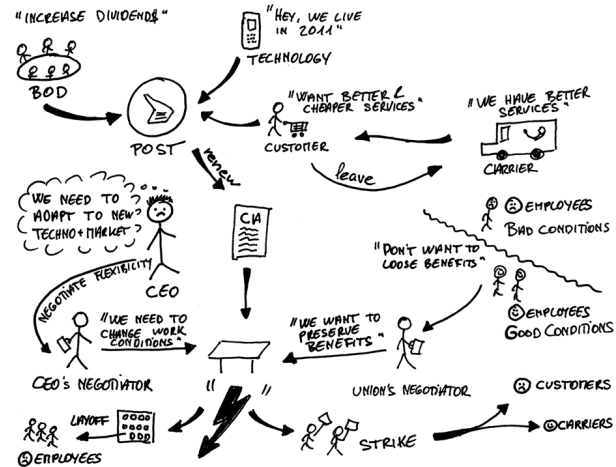 "INCREASE DIVIDEND$"
BOD
"HEY, WE LIVE
IN 2011"
TECHNOLOGY
POST
"WANT BETTER &
CHEAPER SERVICES"
CUSTOMER
"WE HAVE BETTER
SERVICES"
CARRIER
leave
renew
CLA
WE NEED TO
ADAPT TO NEW
TECHNO+MARKET
CEO
NEGOTIATE FLEXIBILITY
EMPLOYEES
BAD CONDITIONS
"DON'T WANT TO
LOOSE BENEFITS"
EMPLOYEES
GOOD CONDITIONS
"WE NEED TO
CHANGE WORK
CONDITIONS"
CEO'S NEGOTIATOR
"WE WANT TO
PRESERVE
BENEFITS"
UNION'S NEGOTIATOR
LAYOFF
EMPLOYEES
STRIKE
CUSTOMERS
CARRIERS